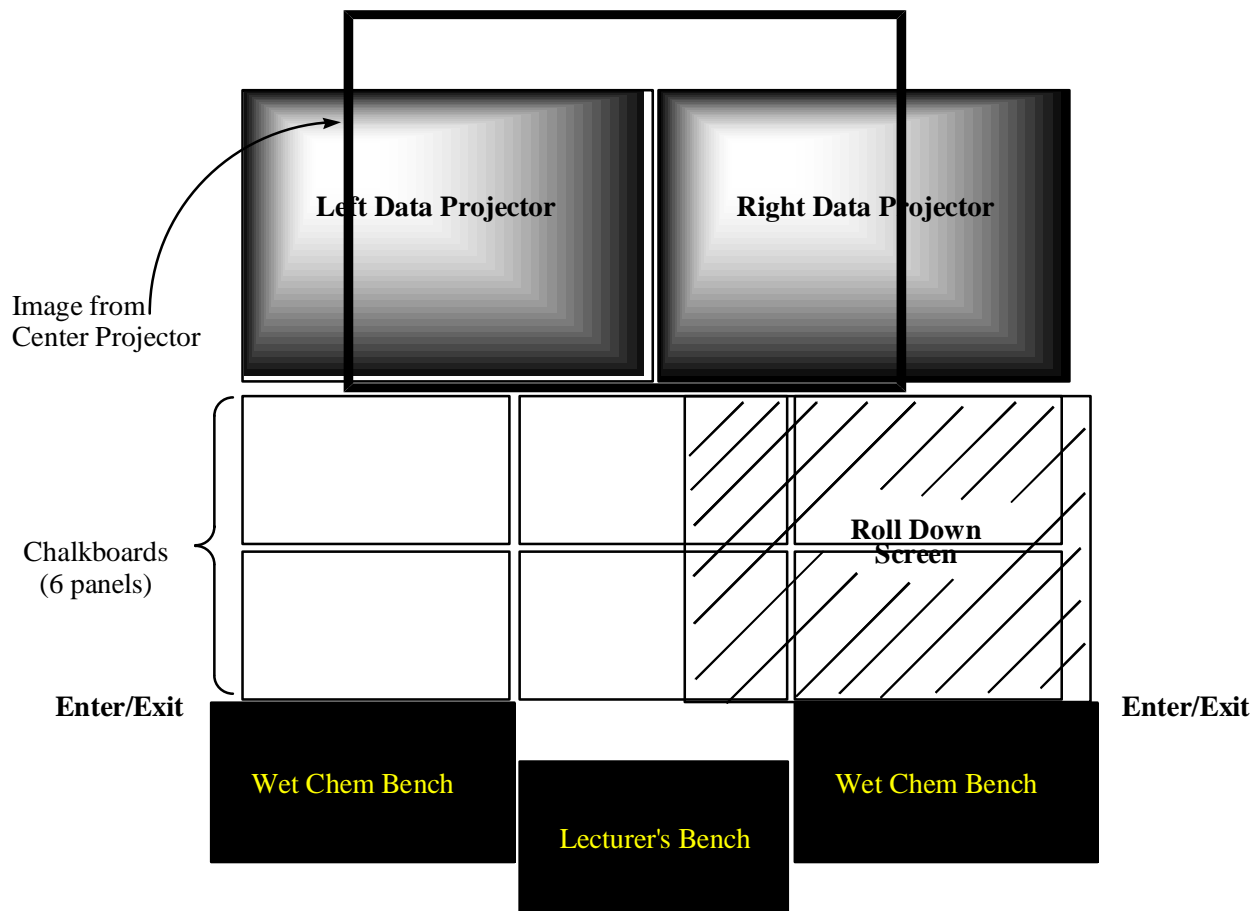 Left Data Projector
Right Data Projector
Image from
Center Projector
Roll Down
Screen
Chalkboards
(6 panels)
Enter/Exit
Enter/Exit
Wet Chem Bench
Wet Chem Bench
Lecturer's Bench